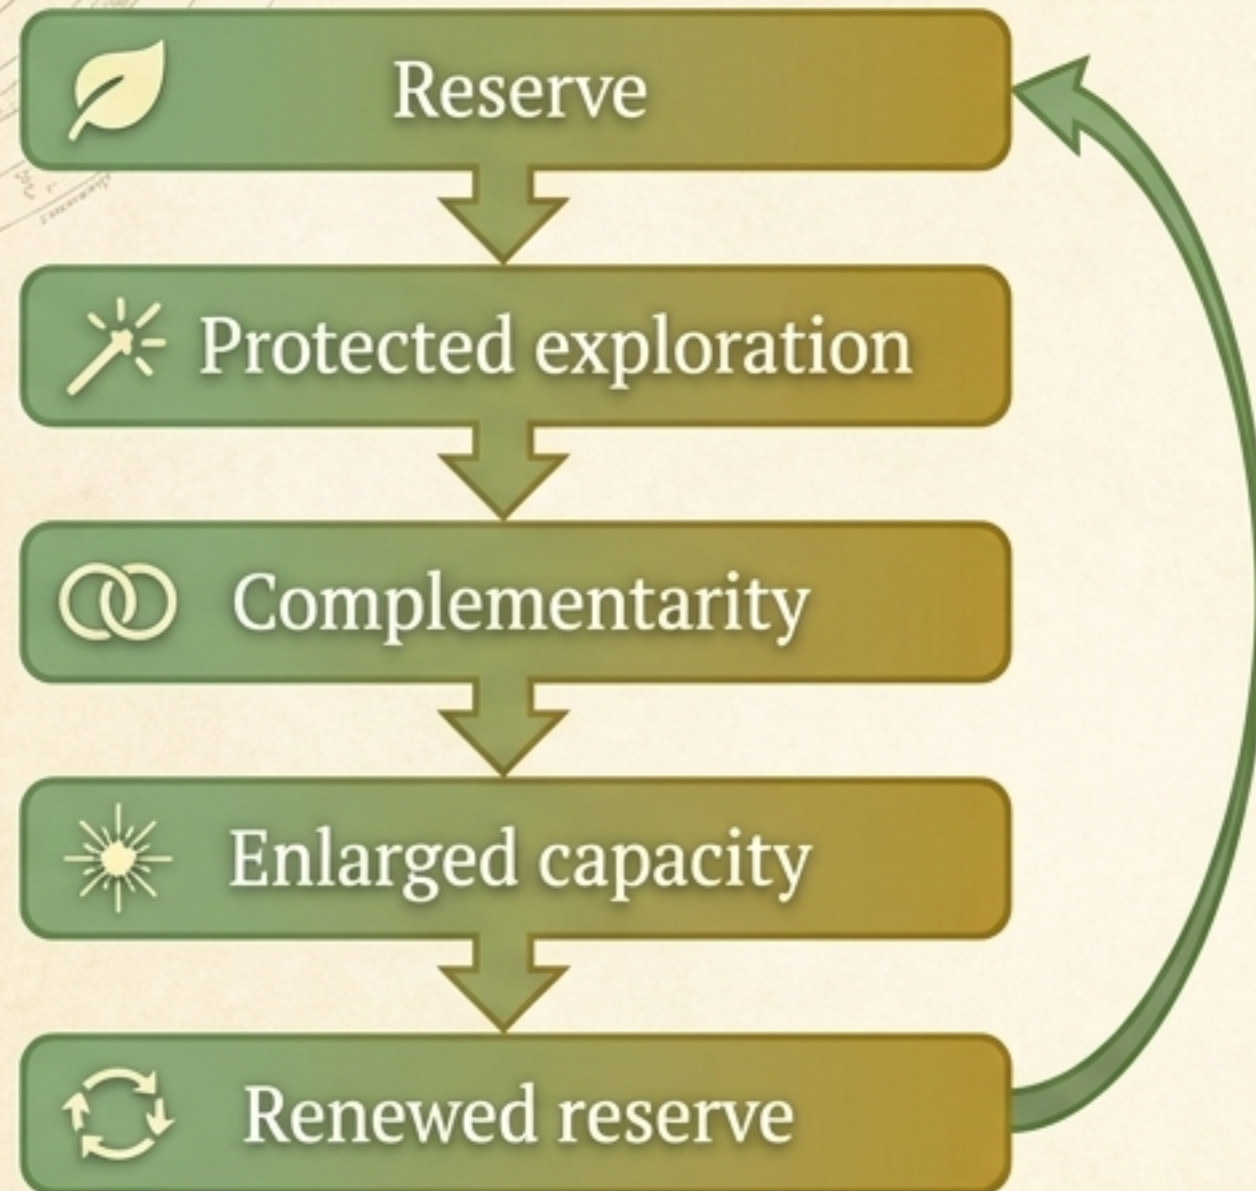 Reserve
Protected exploration
Complementarity
Enlarged capacity
Renewed reserve